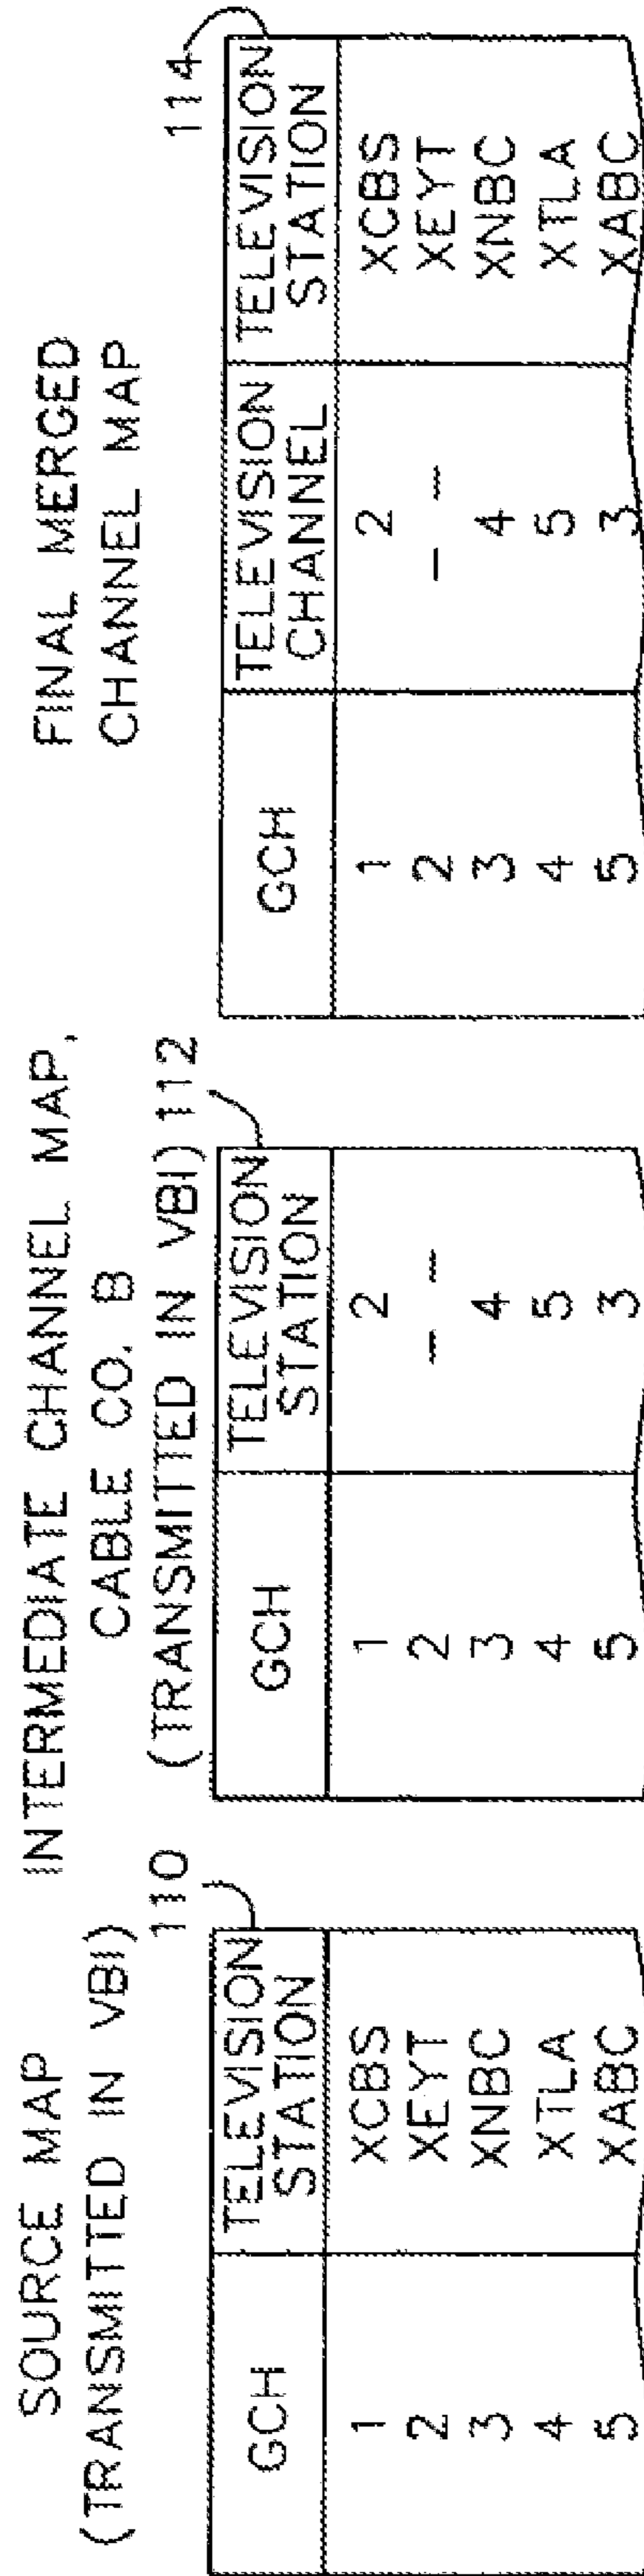 SOURCE MAP
(TRANSMITTED IN VBI)
110
GCH TELEVISION STATION
1 XCBS
2 XEYT
3 XNBC
4 XTLA
5 XABC
INTERMEDIATE CHANNEL MAP,
CABLE CO. B
(TRANSMITTED IN VBI) 112
GCH TELEVISION STATION
1 2
2 - -
3 4
4 5
5 3
FINAL MERGED
CHANNEL MAP
114
GCH TELEVISION CHANNEL TELEVISION STATION
1 2 XCBS
2 - - XEYT
3 4 XNBC
4 5 XTLA
5 3 XABC